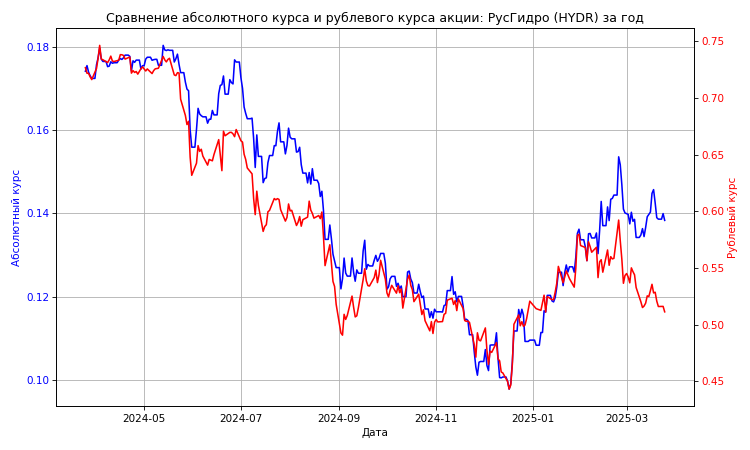 Сравнение абсолютного курса и рублевого курса акции: РусГидро (HYDR) за год
0.18
0.16
0.14
0.12
0.10
Абсолютный курс
0.75
0.70
0.65
0.60
0.55
0.50
0.45
Рублевый курс
2024-05 2024-07 2024-09 2024-11 2025-01 2025-03
Дата